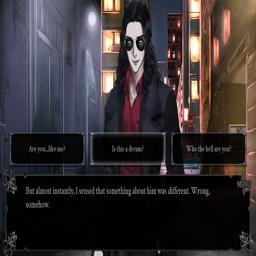 Are you...like me?
Is this a dream?
Who the hell are you?
MENU
But almost instantly, I sensed that something about him was different. Wrong,
somehow.